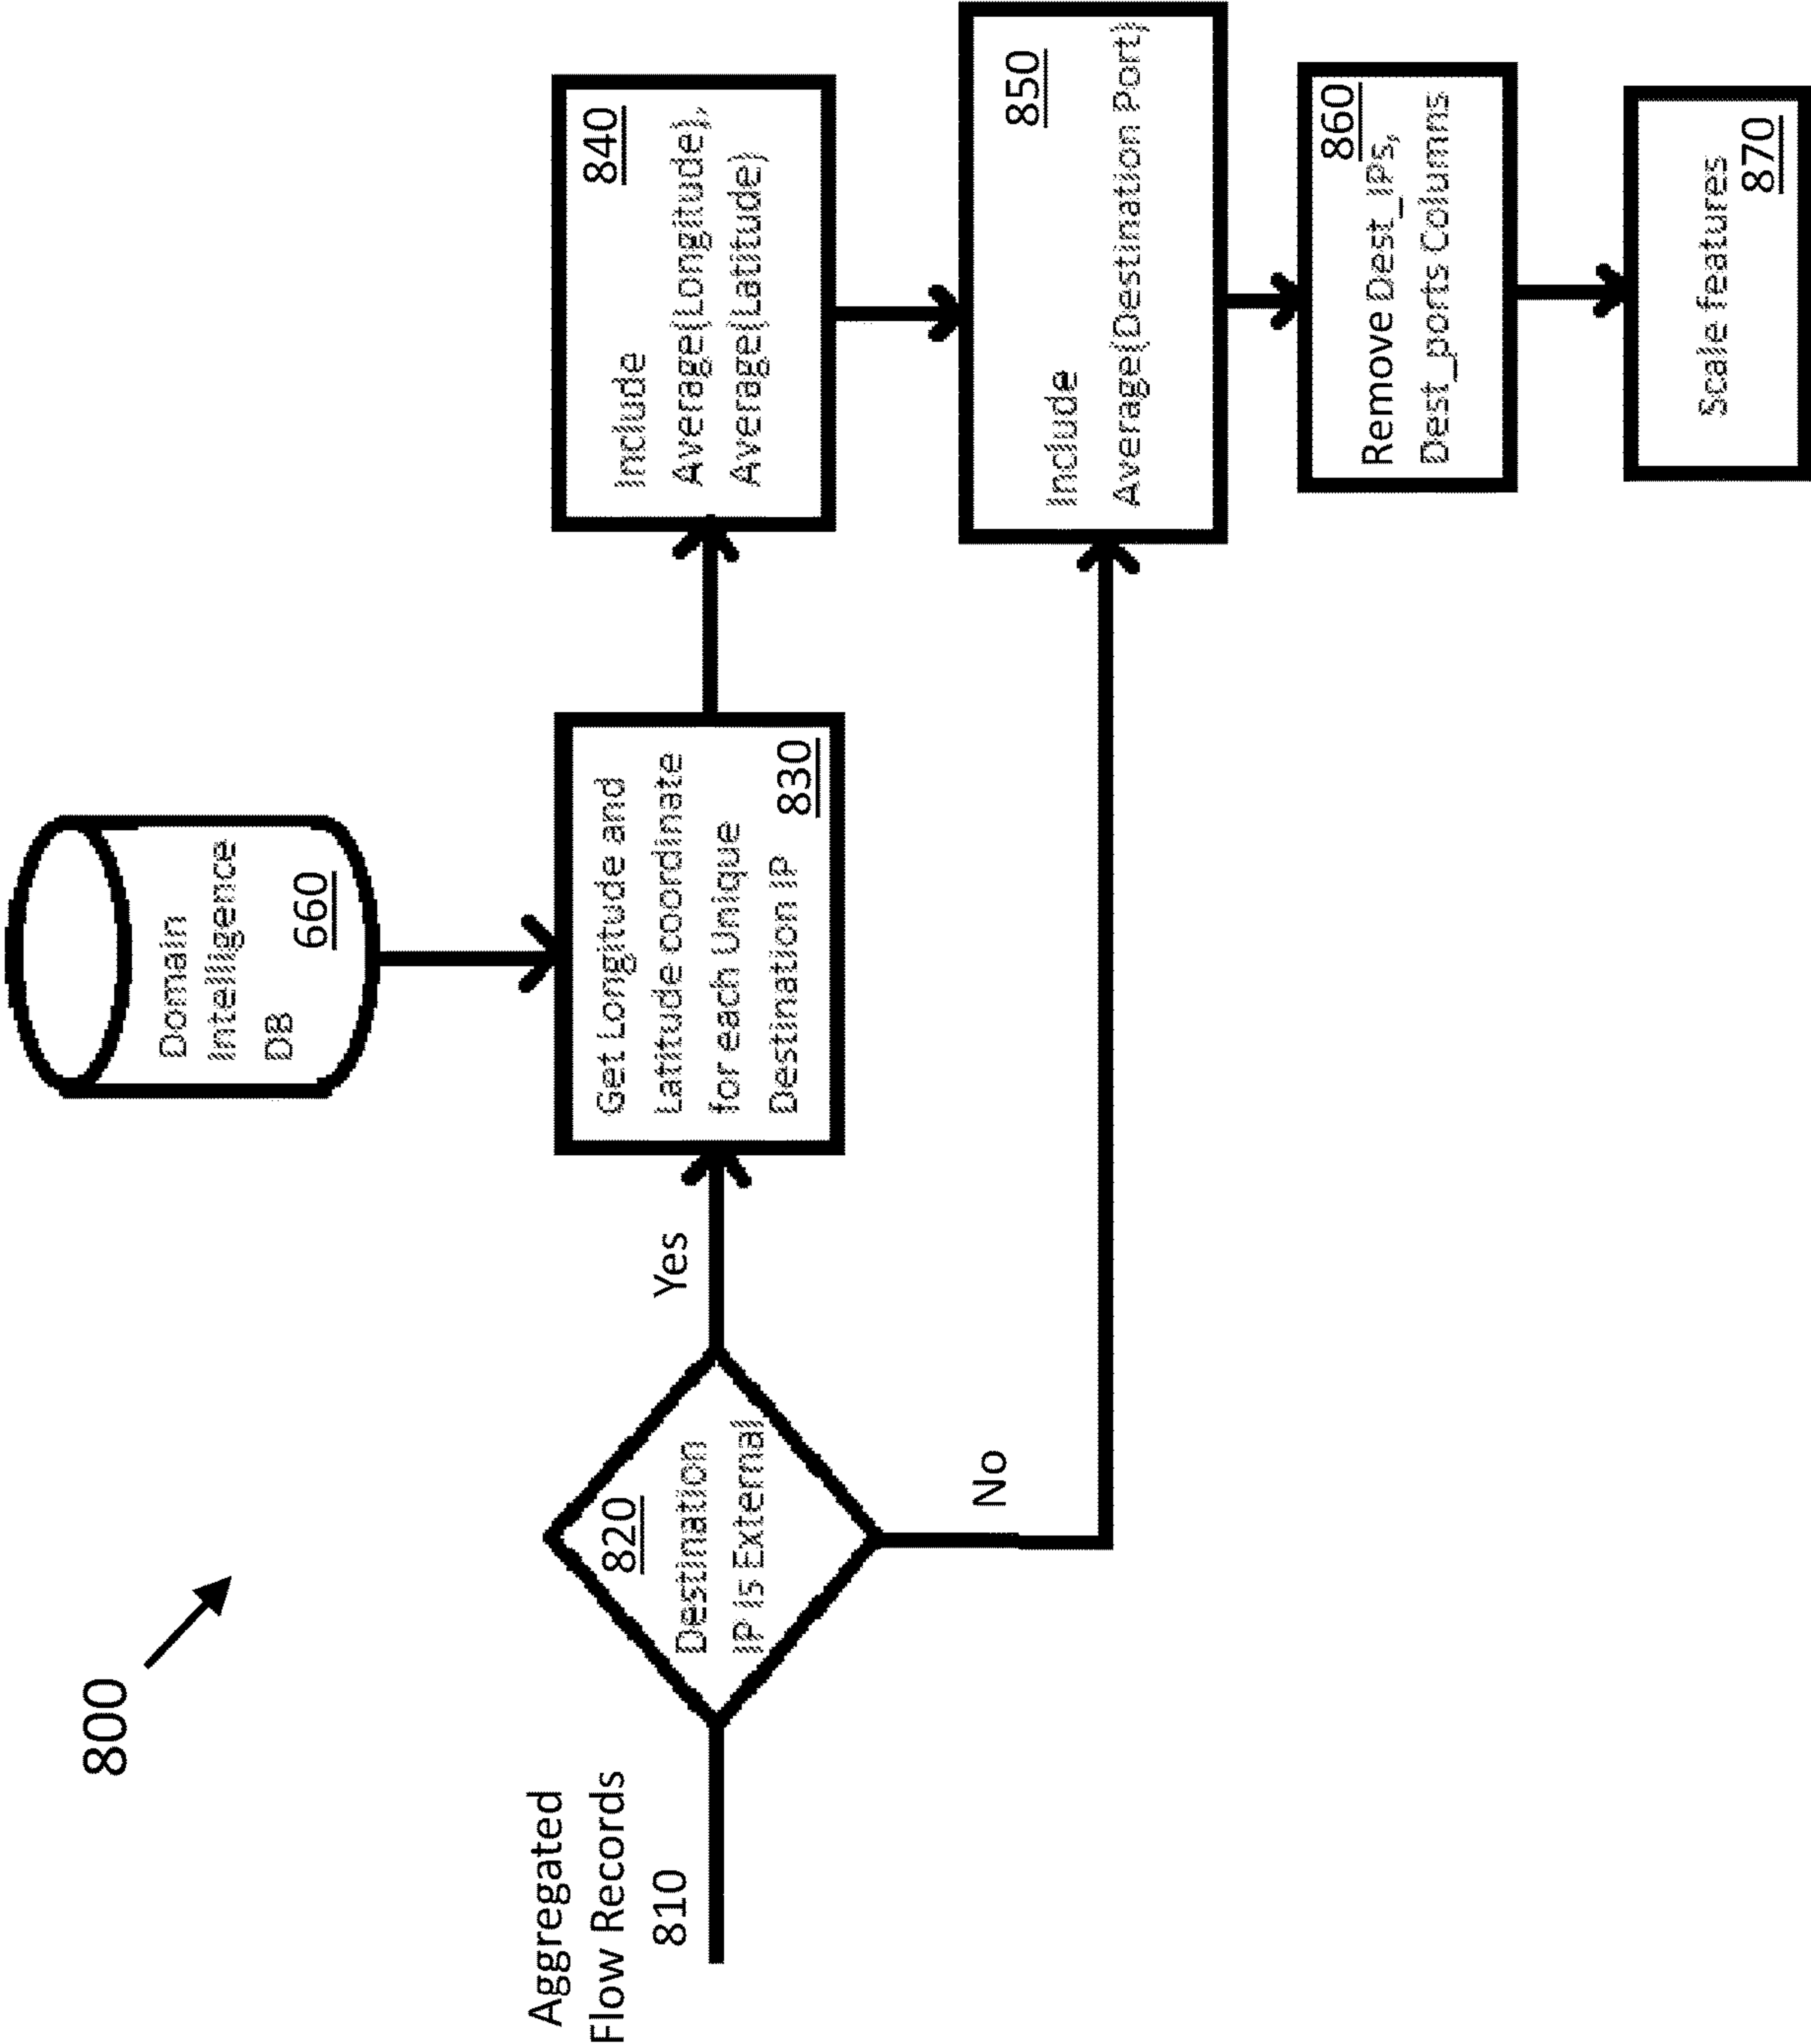 800
Aggregated
Flow Records
810
820
Destination
IP is External
Yes
No
Domain
Intelligence
DB
660
Get Longitude and
Latitude coordinate
for each Unique
Destination IP
830
840
Include
Average(Longitude),
Average(Latitude)
850
Include
Average(Destination Port)
860
Remove Dest_IPs,
Dest_ports Columns
Scale features
870